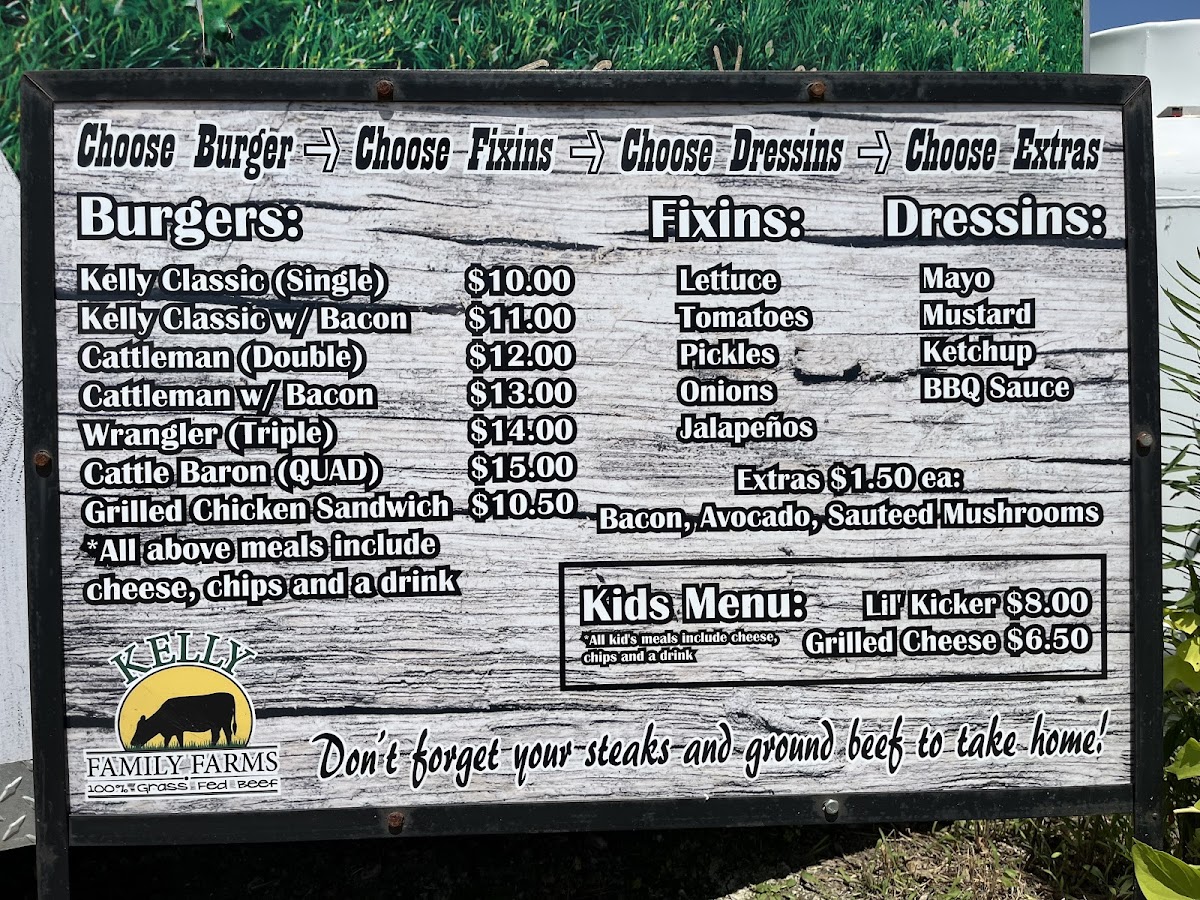 Choose Burger ⇨ Choose Fixins ⇨ Choose Dressins ⇨ Choose Extras
Burgers:
Kelly Classic (Single) $10.00
Kelly Classic w/ Bacon $11.00
Cattleman (Double) $12.00
Cattleman w/ Bacon $13.00
Wrangler (Triple) $14.00
Cattle Baron (QUAD) $15.00
Grilled Chicken Sandwich $10.50
*All above meals include
cheese, chips and a drink
Fixins:
Lettuce
Tomatoes
Pickles
Onions
Jalapeños
Dressins:
Mayo
Mustard
Ketchup
BBQ Sauce
Extras $1.50 ea:
Bacon, Avocado, Sauteed Mushrooms
Kids Menu:
*All kid's meals include cheese,
chips and a drink
Lil' Kicker $8.00
Grilled Cheese $6.50
KELLY
FAMILY FARMS
100% Grass Fed Beef
Don't forget your steaks and ground beef to take home!